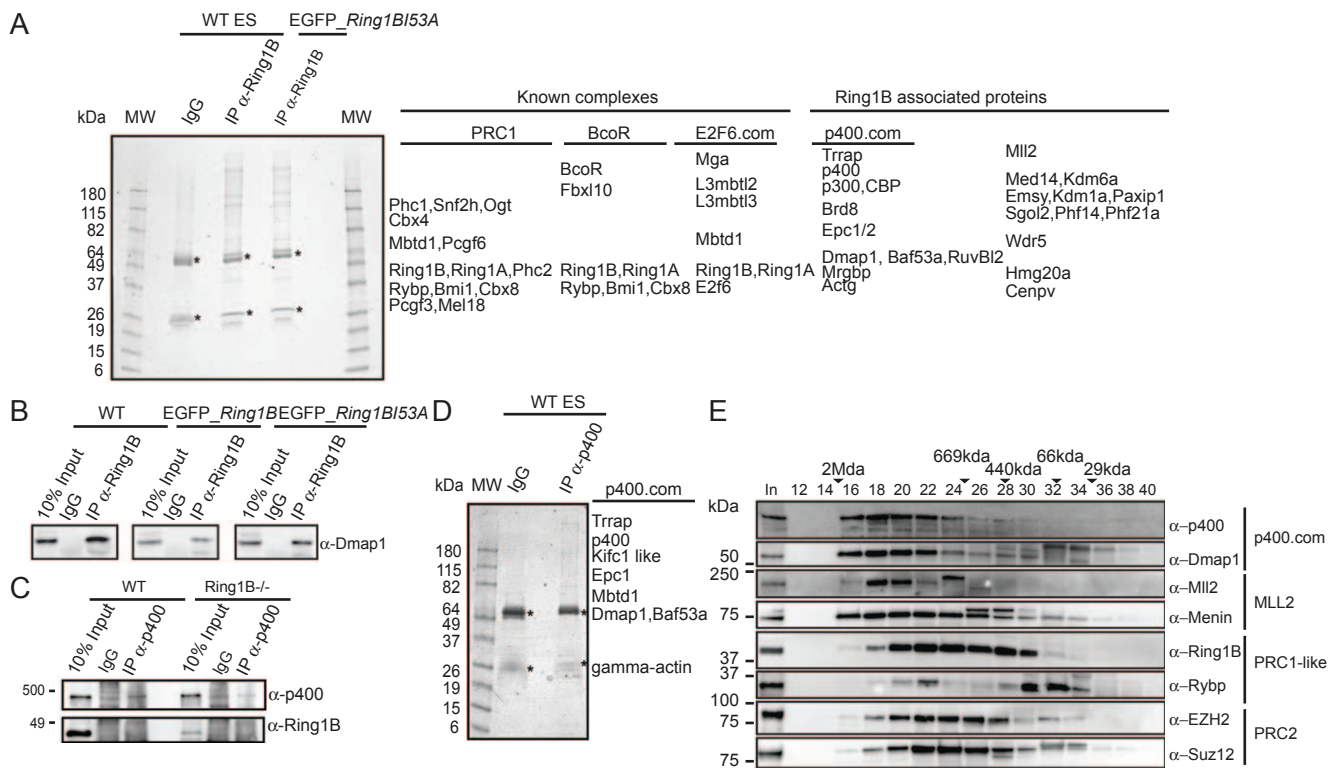 A
WT ES
EGFP_Ring1BI53A
kDa
MW
IgG
IP α-Ring1B
IP α-Ring1B
MW
Known complexes
Ring1B associated proteins
PRC1
BcoR
E2F6.com
p400.com
180
115
82
64
49
37
26
19
15
6
*
*
*
*
*
*
Phc1,Snf2h,Ogt
Cbx4
Mbtd1,Pcgf6
Ring1B,Ring1A,Phc2
Rybp,Bmi1,Cbx8
Pcgf3,Mel18
BcoR
Fbxl10
Ring1B,Ring1A
Rybp,Bmi1,Cbx8
Mga
L3mbtl2
L3mbtl3
Mbtd1
Ring1B,Ring1A
E2f6
Trrap
p400
p300,CBP
Brd8
Epc1/2
Dmap1, Baf53a,RuvBl2
Mrgbp
Actg
Mll2
Med14,Kdm6a
Emsy,Kdm1a,Paxip1
Sgol2,Phf14,Phf21a
Wdr5
Hmg20a
Cenpv
B
WT
EGFP_Ring1B
EGFP_Ring1BI53A
10% Input
IgG
IP α-Ring1B
10% Input
IgG
IP α-Ring1B
10% Input
IgG
IP α-Ring1B
α-Dmap1
C
WT
Ring1B-/-
10% Input
IgG
IP α-p400
10% Input
IgG
IP α-p400
500
α-p400
49
α-Ring1B
D
WT ES
kDa
MW
IgG
IP α-p400
p400.com
180
115
82
64
49
37
26
19
15
6
*
*
*
*
Trrap
p400
Kifc1 like
Epc1
Mbtd1
Dmap1,Baf53a
gamma-actin
E
2Mda
669kda
440kda
66kda
29kda
kDa
In 12 14 16 18 20 22 24 26 28 30 32 34 36 38 40
α-p400
50
α-Dmap1
p400.com
250
α-Mll2
75
α-Menin
MLL2
37
α-Ring1B
37
α-Rybp
PRC1-like
100
75
α-EZH2
75
α-Suz12
PRC2